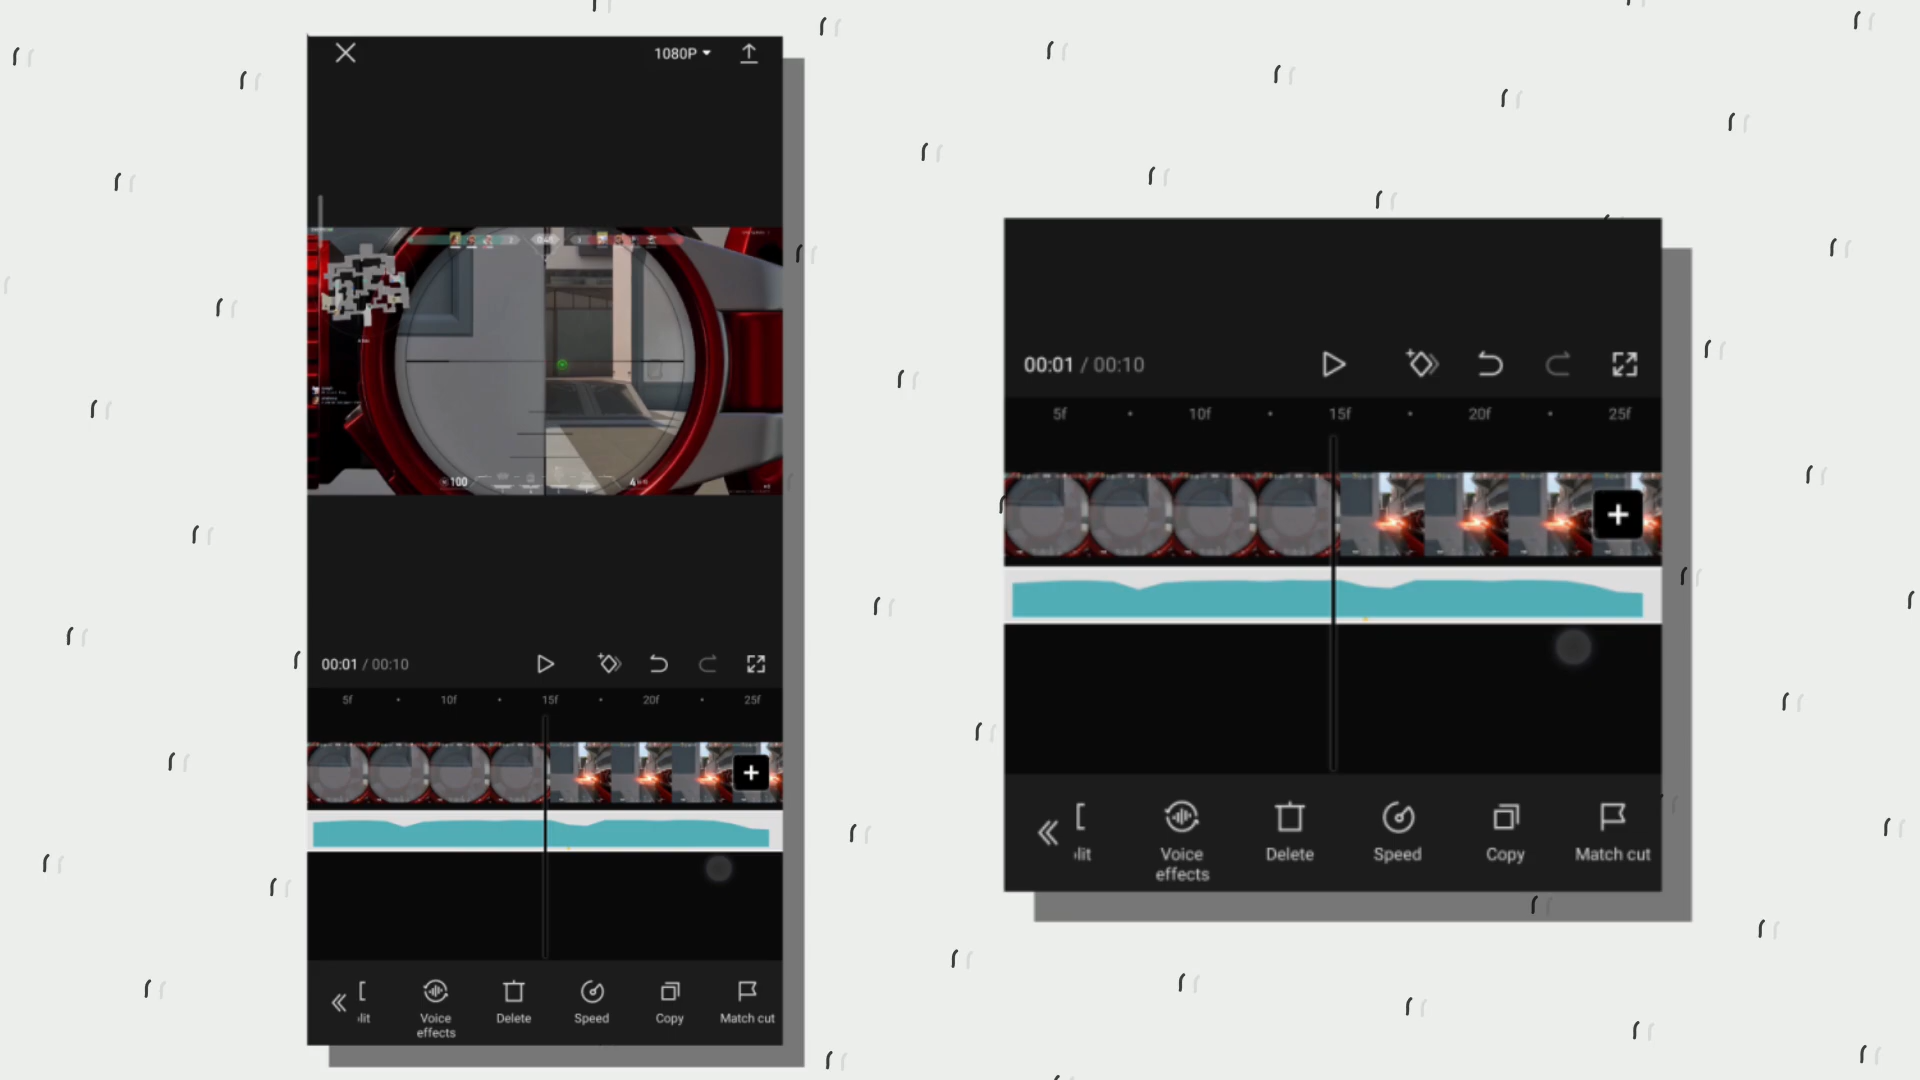 1080P
100
4
00:01 / 00:10
5f 10f 15f 20f 25f
lit
Voice
effects
Delete
Speed
Copy
Match cut
00:01 / 00:10
5f 10f 15f 20f 25f
lit
Voice
effects
Delete
Speed
Copy
Match cut